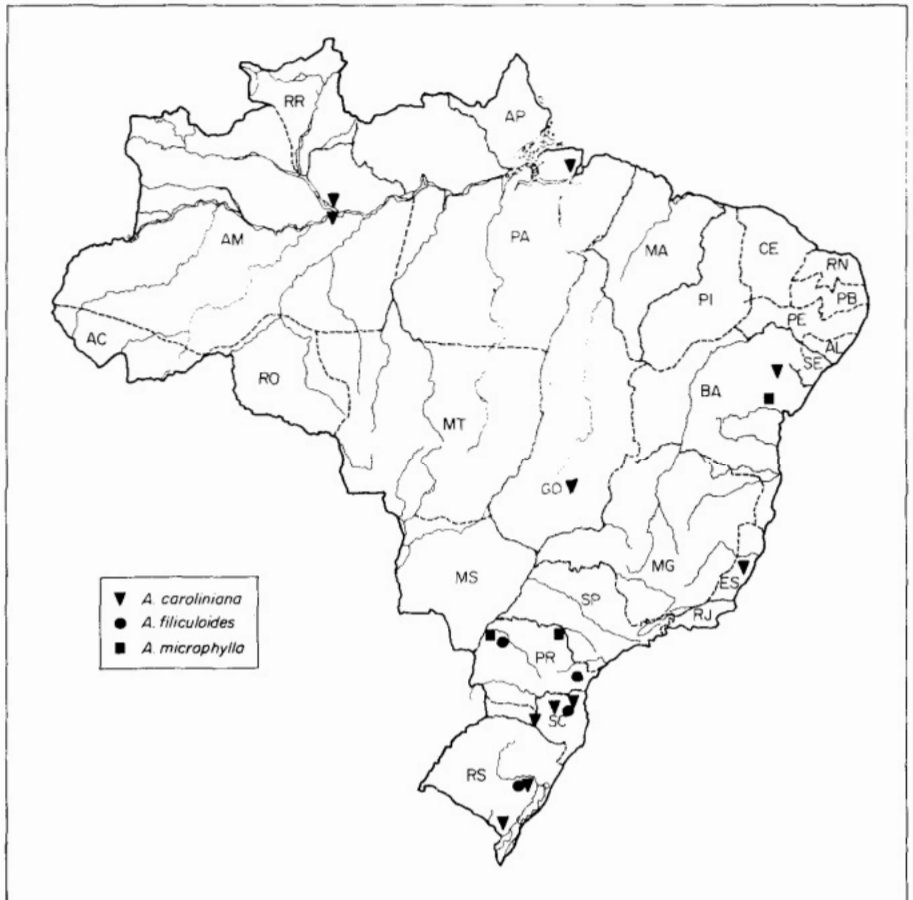 RR
AP
AM
PA
MA
CE
RN
PB
PI
PE
AL
SE
AC
RO
BA
MT
GO
MG
ES
MS
SP
RJ
PR
SC
RS
A. caroliniana
A. filiculoides
A. microphylla